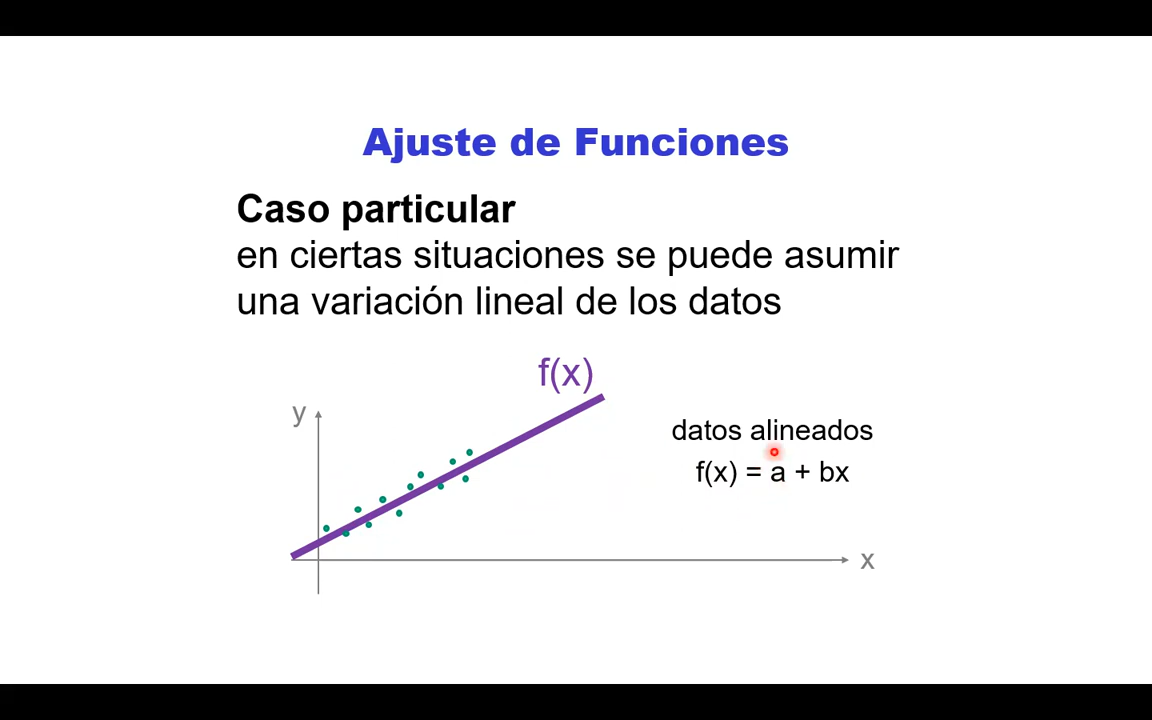 Ajuste de Funciones
Caso particular
en ciertas situaciones se puede asumir
una variación lineal de los datos
f(x)
y
datos alineados
f(x) = a + bx
x